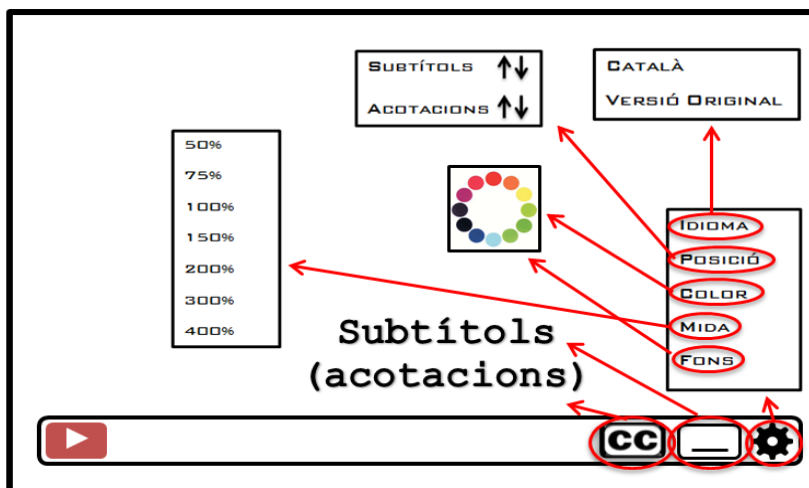 SUBTÍTOLS
ACOTACIONS
CATALÀ
VERSIÓ ORIGINAL
50%
75%
100%
150%
200%
300%
400%
IDIOMA
POSICIÓ
COLOR
MIDA
FONS
Subtítols
(acotacions)
CC